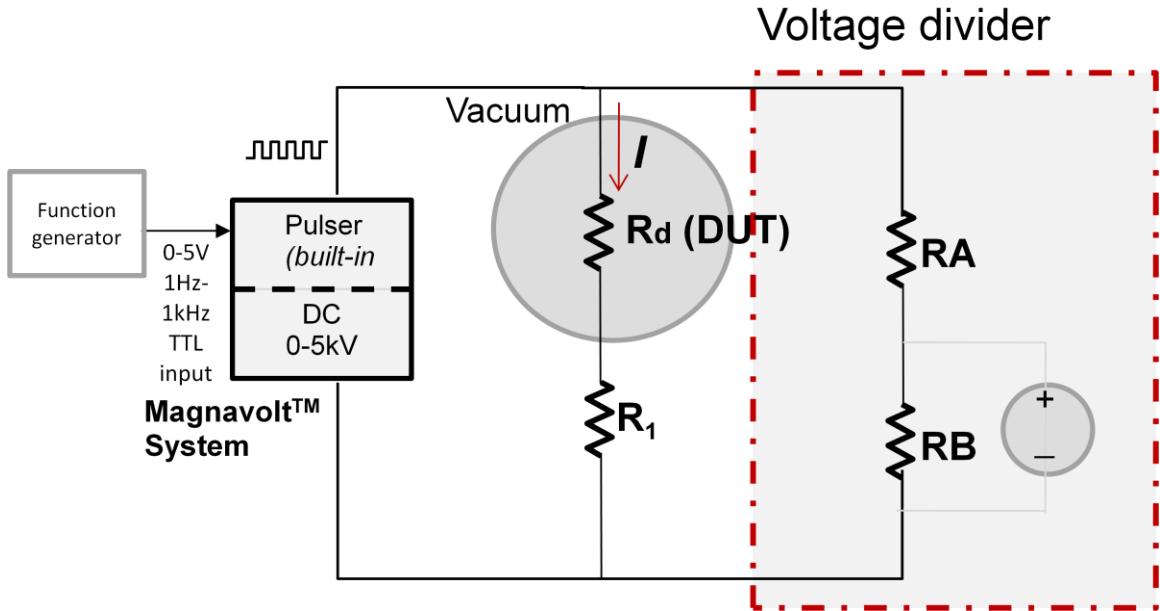 Voltage divider
Vacuum
I
Function
generator
Pulser
(built-in
Rd (DUT)
RA
0-5V
1Hz-
1kHz
TTL
input
DC
0-5kV
R1
+
RB
–
Magnavolt™
System